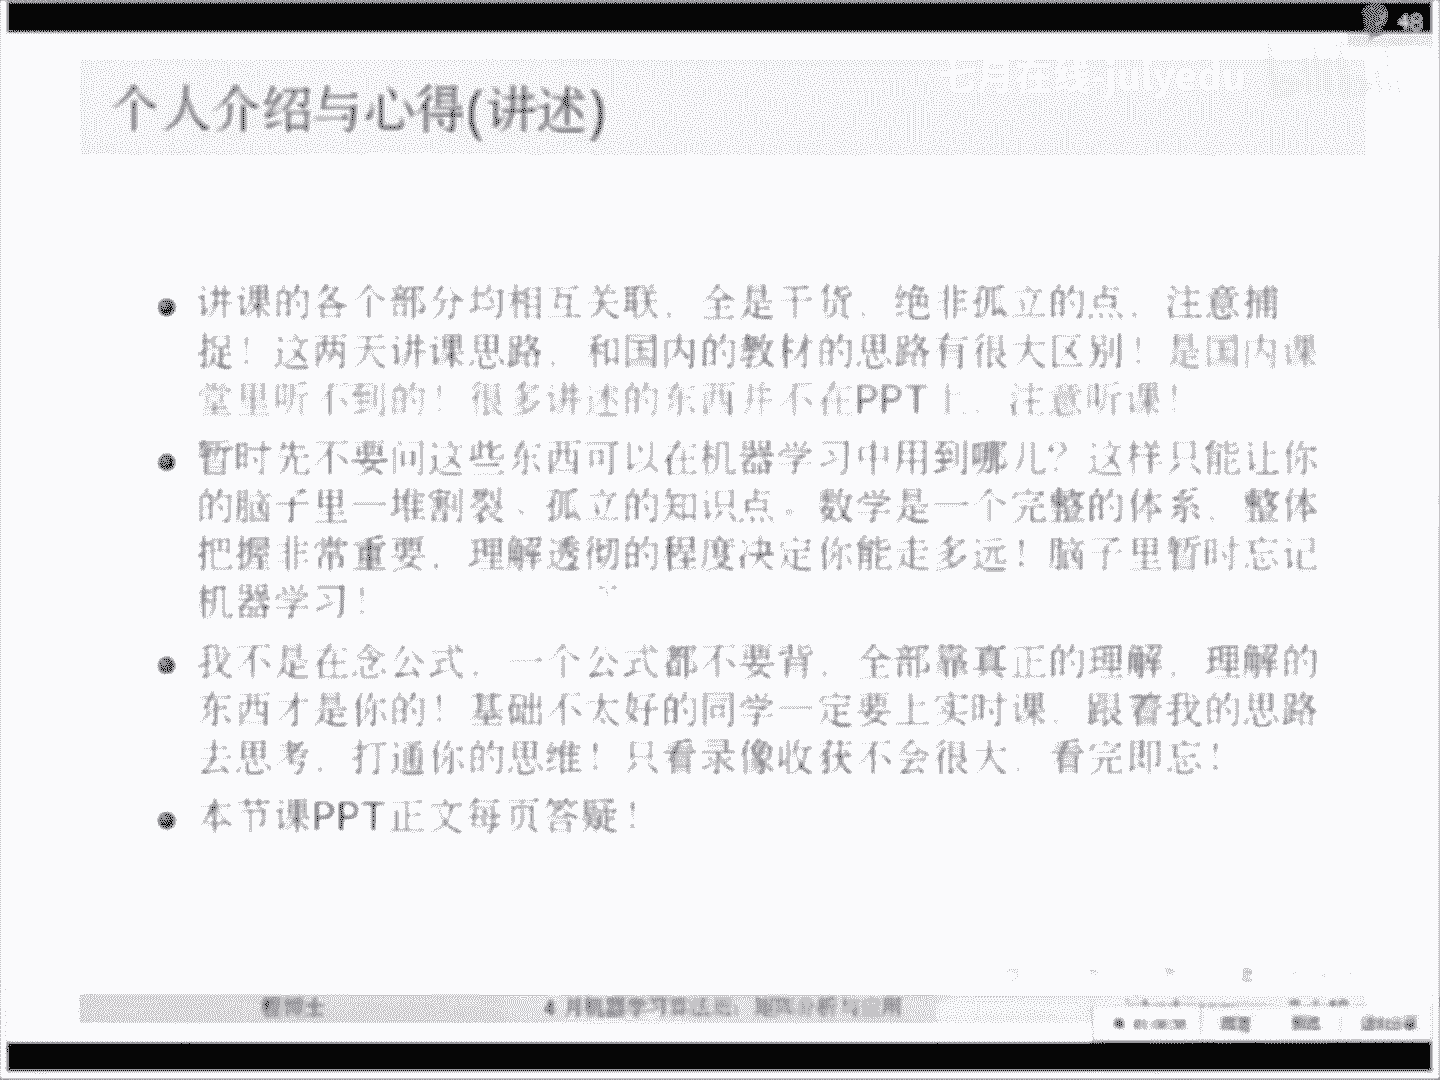 48
七月在线 julyedu
个人介绍与心得(讲述)
讲课的各个部分均相互关联，全是干货，绝非孤立的点，注意捕
捉！这两天讲课思路，和国内的教材的思路有很大区别！是国内课
堂里听不到的！很多讲述的东西并不在PPT上，注意听课！
暂时先不要问这些东西可以在机器学习中用到哪儿？这样只能让你
的脑子里一堆割裂、孤立的知识点。数学是一个完整的体系，整体
把握非常重要，理解透彻的程度决定你能走多远！脑子里暂时忘记
机器学习！
我不是在念公式，一个公式都不要背，全部靠真正的理解，理解的
东西才是你的！基础不太好的同学一定要上实时课，跟着我的思路
去思考，打通你的思维！只看录像收获不会很大，看完即忘！
本节课PPT正文每页答疑！
博士
4 月机器学习算法班：矩阵分析与应用